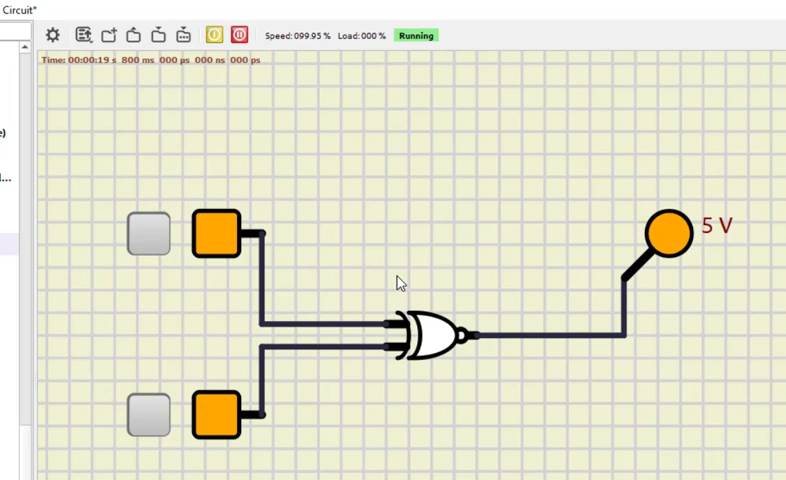 Circuit*
Speed: 099.95 % Load: 000 % Running
Time: 00:00:19 s 800 ms 000 µs 000 ns 000 ps
e)
l...
5 V